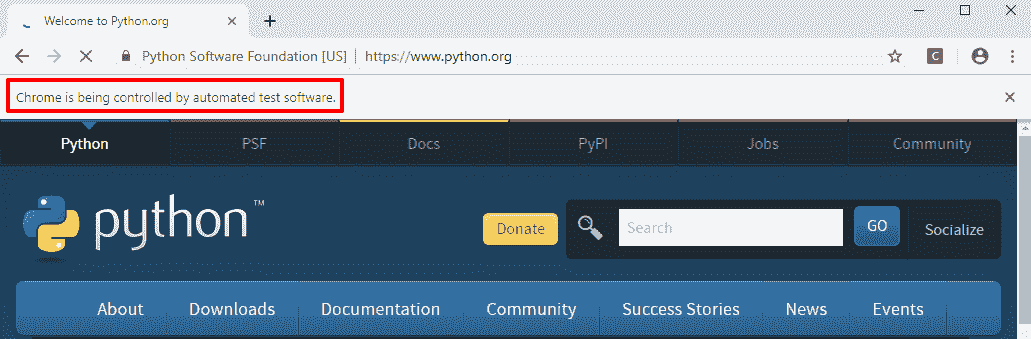 Welcome to Python.org
Python Software Foundation [US] | https://www.python.org
C
Chrome is being controlled by automated test software.
Python PSF Docs PyPI Jobs Community
python™
Donate Search GO Socialize
About Downloads Documentation Community Success Stories News Events